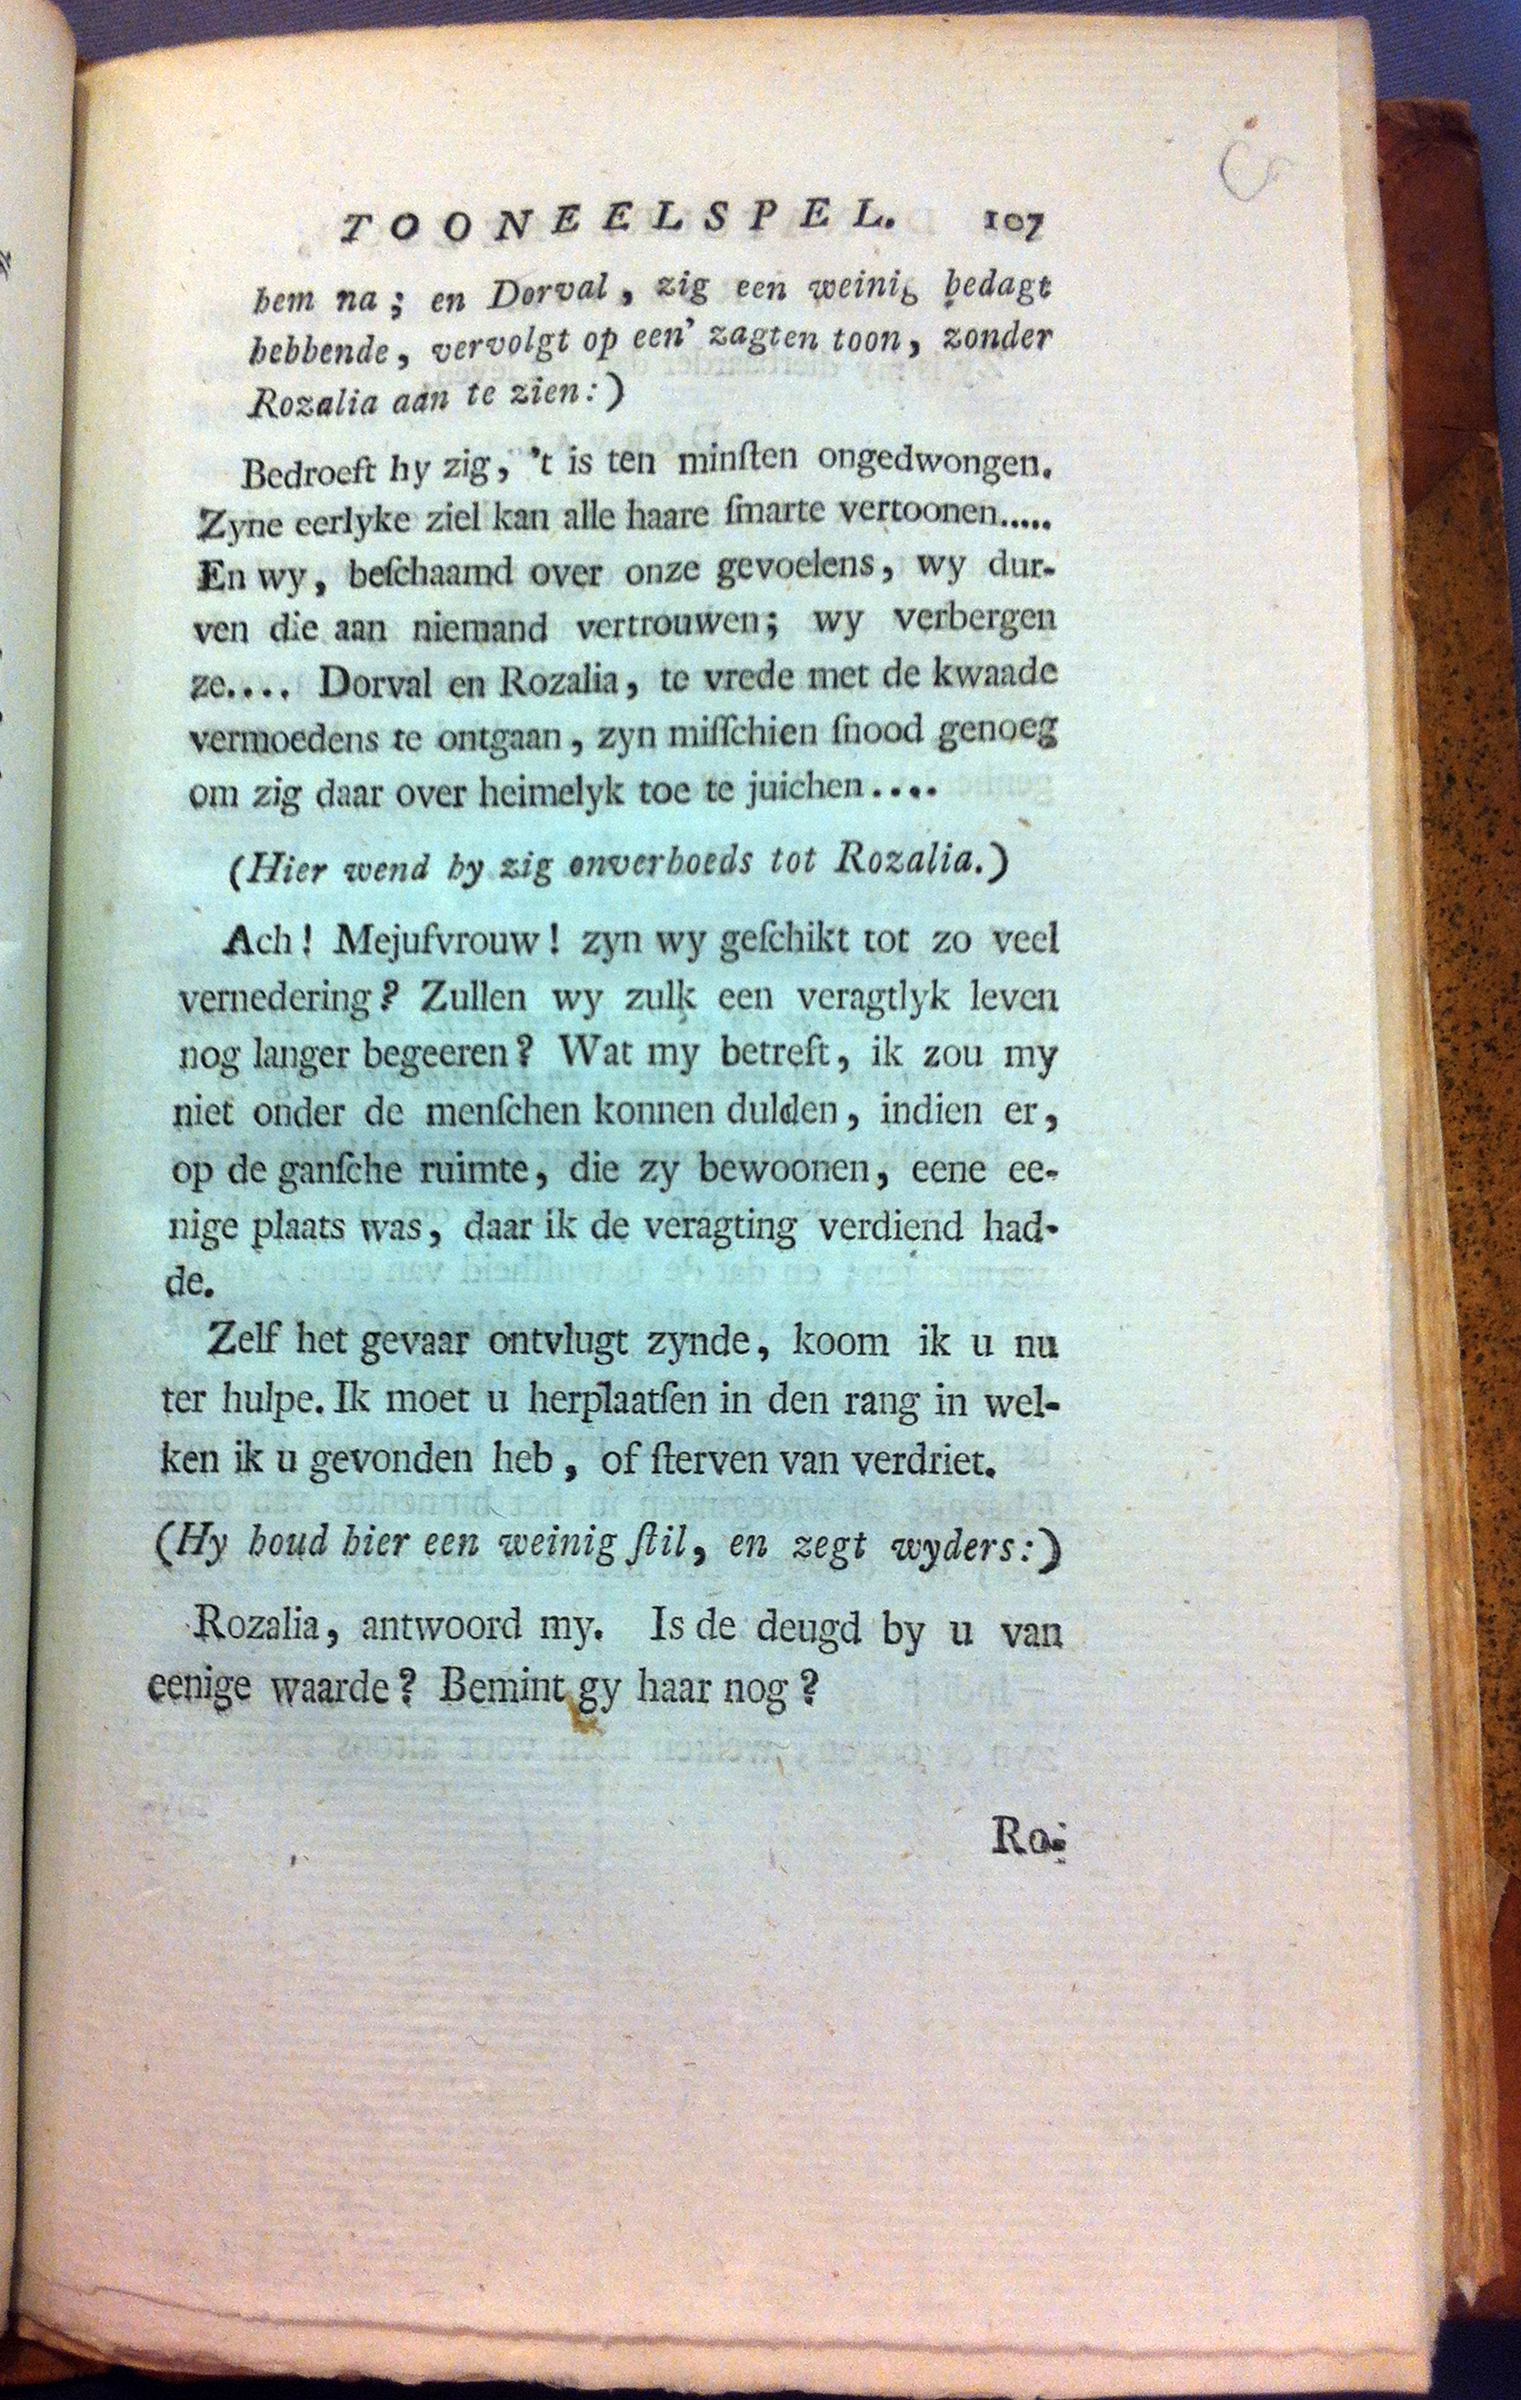 TOONEELSPEL. 107
hem na; en Dorval, zig een weinig bedagt
hebbende, vervolgt op een' zagten toon, zonder
Rozalia aan te zien:)
Bedroeft hy zig, 't is ten minſten ongedwongen.
Zyne eerlyke ziel kan alle haare ſmarte vertoonen.....
En wy, beſchaamd over onze gevoelens, wy dur-
ven die aan niemand vertrouwen; wy verbergen
ze.... Dorval en Rozalia, te vrede met de kwaade
vermoedens te ontgaan, zyn miſſchien ſnood genoeg
om zig daar over heimelyk toe te juichen....
(Hier wend hy zig onverhoeds tot Rozalia.)
Ach! Mejufvrouw! zyn wy geſchikt tot zo veel
vernedering? Zullen wy zulk een veragtlyk leven
nog langer begeeren? Wat my betreft, ik zou my
niet onder de menſchen konnen dulden, indien er,
op de ganſche ruimte, die zy bewoonen, eene ee-
nige plaats was, daar ik de veragting verdiend had-
de.
Zelf het gevaar ontvlugt zynde, koom ik u nu
ter hulpe. Ik moet u herplaatſen in den rang in wel-
ken ik u gevonden heb, of ſterven van verdriet.
(Hy houd hier een weinig ſtil, en zegt wyders:)
Rozalia, antwoord my. Is de deugd by u van
eenige waarde? Bemint gy haar nog?
Ro-